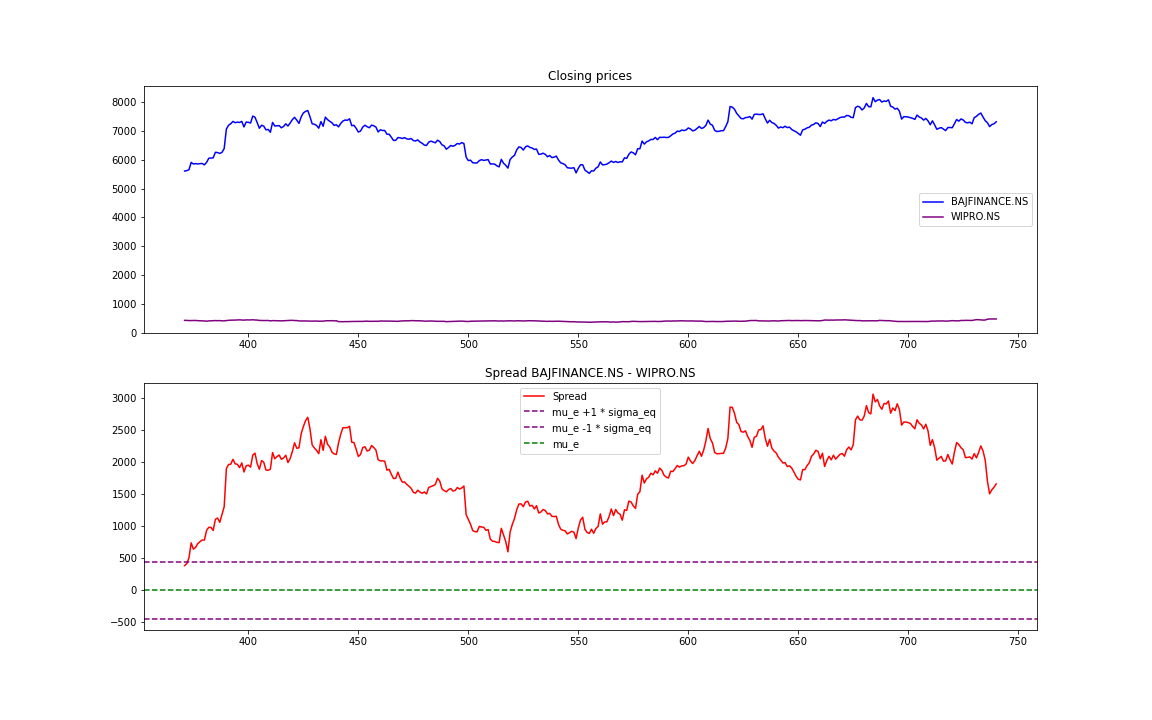 Closing prices
8000
7000
6000
5000
4000
3000
2000
1000
0
BAJFINANCE.NS
WIPRO.NS
400 450 500 550 600 650 700 750
Spread BAJFINANCE.NS - WIPRO.NS
3000
2500
2000
1500
1000
500
0
−500
Spread
mu_e +1 * sigma_eq
mu_e -1 * sigma_eq
mu_e
400 450 500 550 600 650 700 750